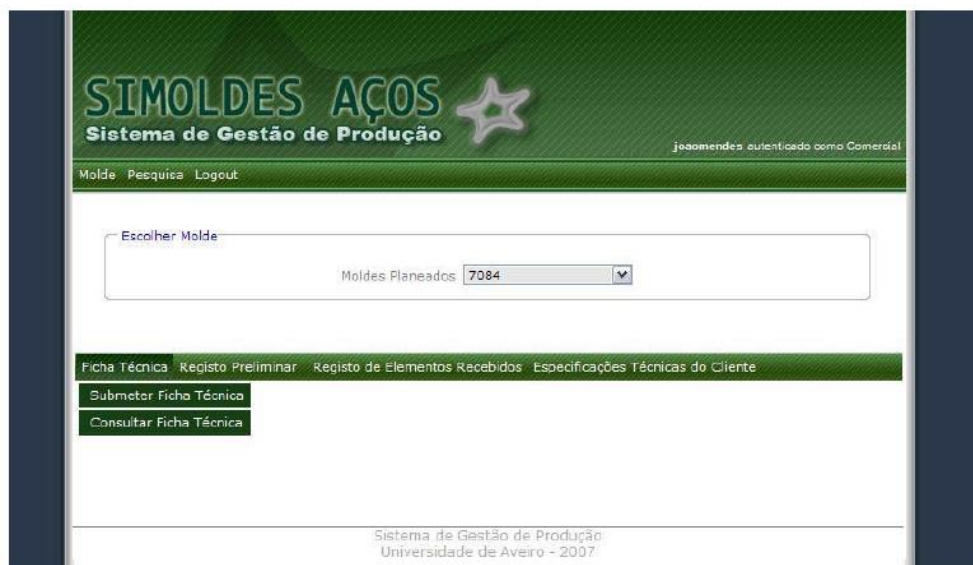 SIMOLDES AÇOS
Sistema de Gestão de Produção
joaomendes autenticado como Comercial
Molde Pesquisa Logout
Escolher Molde
Moldes Planeados 7084
Ficha Técnica Registo Preliminar Registo de Elementos Recebidos Especificações Técnicas do Cliente
Submeter Ficha Técnica
Consultar Ficha Técnica
Sistema de Gestão de Produção
Universidade de Aveiro - 2007